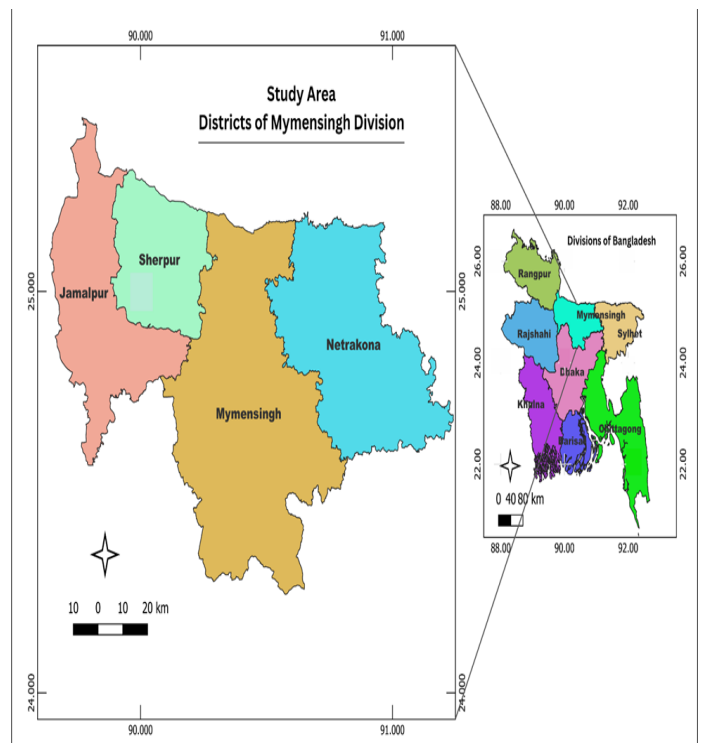 90.000
91.000
Study Area
Districts of Mymensingh Division
Sherpur
Jamalpur
25.000
25.000
Netrakona
Mymensingh
10 0 10 20 km
24.000
24.000
90.000
91.000
88.00 90.00 92.00
Divisions of Bangladesh
26.00
26.00
Rangpur
Mymensingh
Rajshahi
Sylhet
24.00
24.00
Dhaka
Khulna
Chittagong
Barisal
22.00
22.00
0 40 80 km
88.00 90.00 92.00